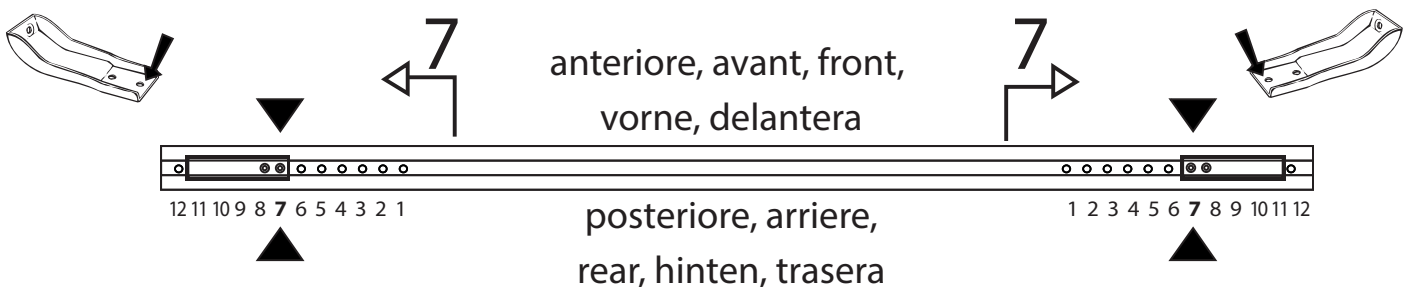 7
7
anteriore, avant, front,
vorne, delantera
12 11 10 9 8 7 6 5 4 3 2 1
1 2 3 4 5 6 7 8 9 10 11 12
posteriore, arriere,
rear, hinten, trasera